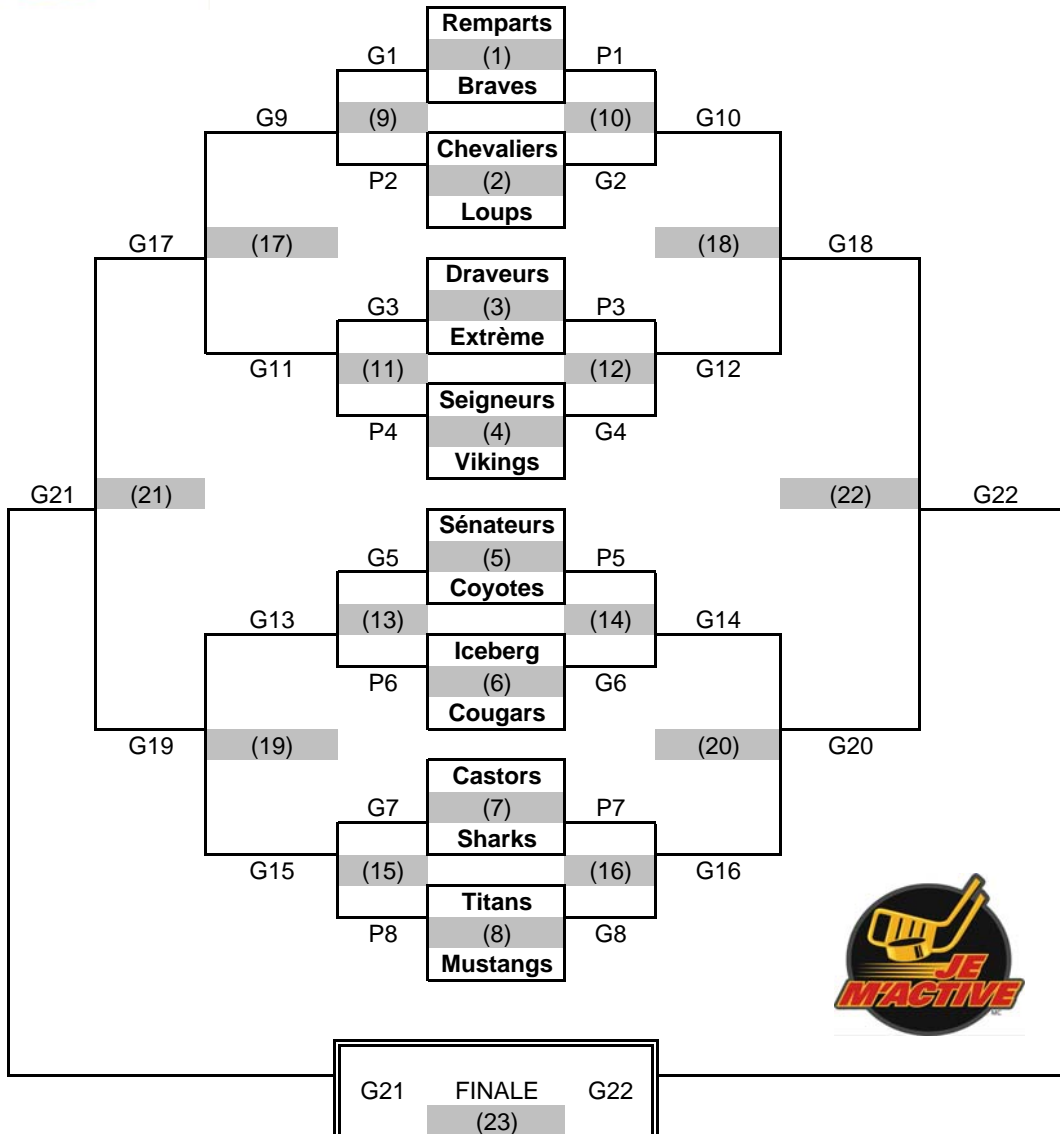 Remparts
G1 (1) P1
Braves
G9 (9) (10) G10
Chevaliers
P2 (2) G2
Loups
G17 (17) (18) G18
Draveurs
G3 (3) P3
Extrème
G11 (11) (12) G12
Seigneurs
P4 (4) G4
Vikings
G21 (21) (22) G22
Sénateurs
G5 (5) P5
Coyotes
G13 (13) (14) G14
Iceberg
P6 (6) G6
Cougars
G19 (19) (20) G20
Castors
G7 (7) P7
Sharks
G15 (15) (16) G16
Titans
P8 (8) G8
Mustangs
JE
M'ACTIVE
MC
G21 FINALE G22
(23)